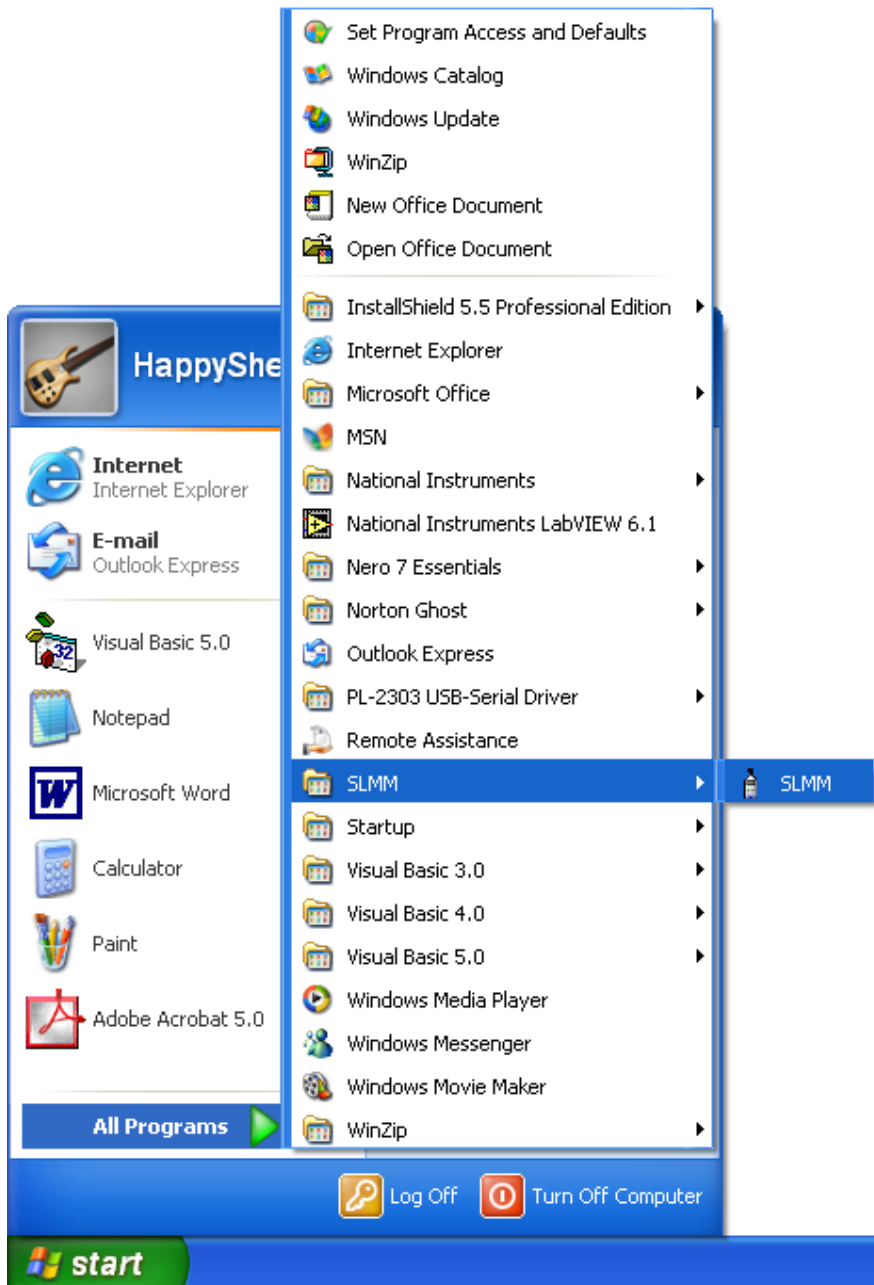 Set Program Access and Defaults
Windows Catalog
Windows Update
WinZip
New Office Document
Open Office Document
InstallShield 5.5 Professional Edition
Internet Explorer
Microsoft Office
MSN
National Instruments
National Instruments LabVIEW 6.1
Nero 7 Essentials
Norton Ghost
Outlook Express
PL-2303 USB-Serial Driver
Remote Assistance
SLMM
SLMM
Startup
Visual Basic 3.0
Visual Basic 4.0
Visual Basic 5.0
Windows Media Player
Windows Messenger
Windows Movie Maker
WinZip
HappyShe
Internet
Internet Explorer
E-mail
Outlook Express
32
Visual Basic 5.0
Notepad
W
Microsoft Word
Calculator
Paint
Adobe Acrobat 5.0
All Programs
Log Off
Turn Off Computer
start